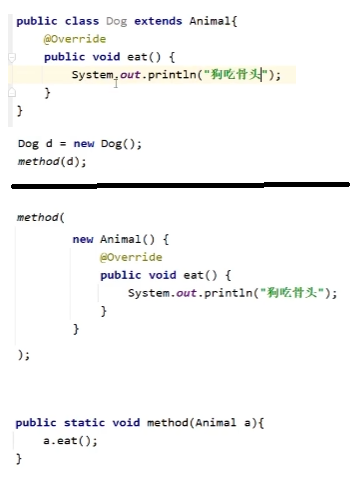 public class Dog extends Animal{
@Override
public void eat() {
System.out.println("狗吃骨头");
}
}
Dog d = new Dog();
method(d);
method(
new Animal() {
@Override
public void eat() {
System.out.println("狗吃骨头");
}
}
);
public static void method(Animal a){
a.eat();
}